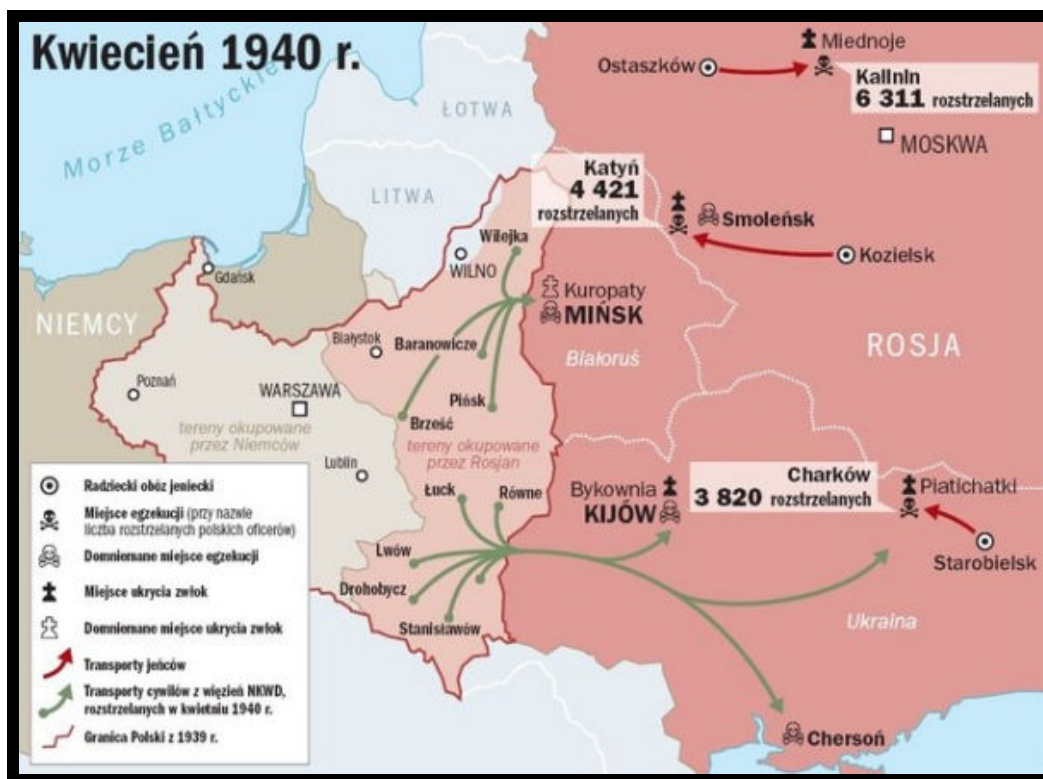 Kwiecień 1940 r.
Morze Bałtyckie
ŁOTWA
LITWA
Ostaszków
Miednoje
Kalinin
6 311 rozstrzelanych
MOSKWA
Katyń
4 421
rozstrzelanych
Smoleńsk
Kozielsk
Wilejka
WILNO
Gdańsk
NIEMCY
Kuropaty
MIŃSK
Białystok
Baranowicze
Białoruś
ROSJA
Poznań
WARSZAWA
Pińsk
Brześć
tereny okupowane
przez Niemców
tereny okupowane
przez Rosjan
Lublin
Łuck
Równe
Bykownia
KIJÓW
Charków
3 820 rozstrzelanych
Piatichatki
Starobielsk
Lwów
Drohobycz
Stanisławów
Ukraina
Chersoń
Radziecki obóz jeniecki
Miejsce egzekucji (przy nazwie
liczba rozstrzelanych polskich oficerów)
Domniemane miejsce egzekucji
Miejsce ukrycia zwłok
Domniemane miejsce ukrycia zwłok
Transporty jeńców
Transporty cywilów z więzień NKWD,
rozstrzelanych w kwietniu 1940 r.
Granica Polski z 1939 r.